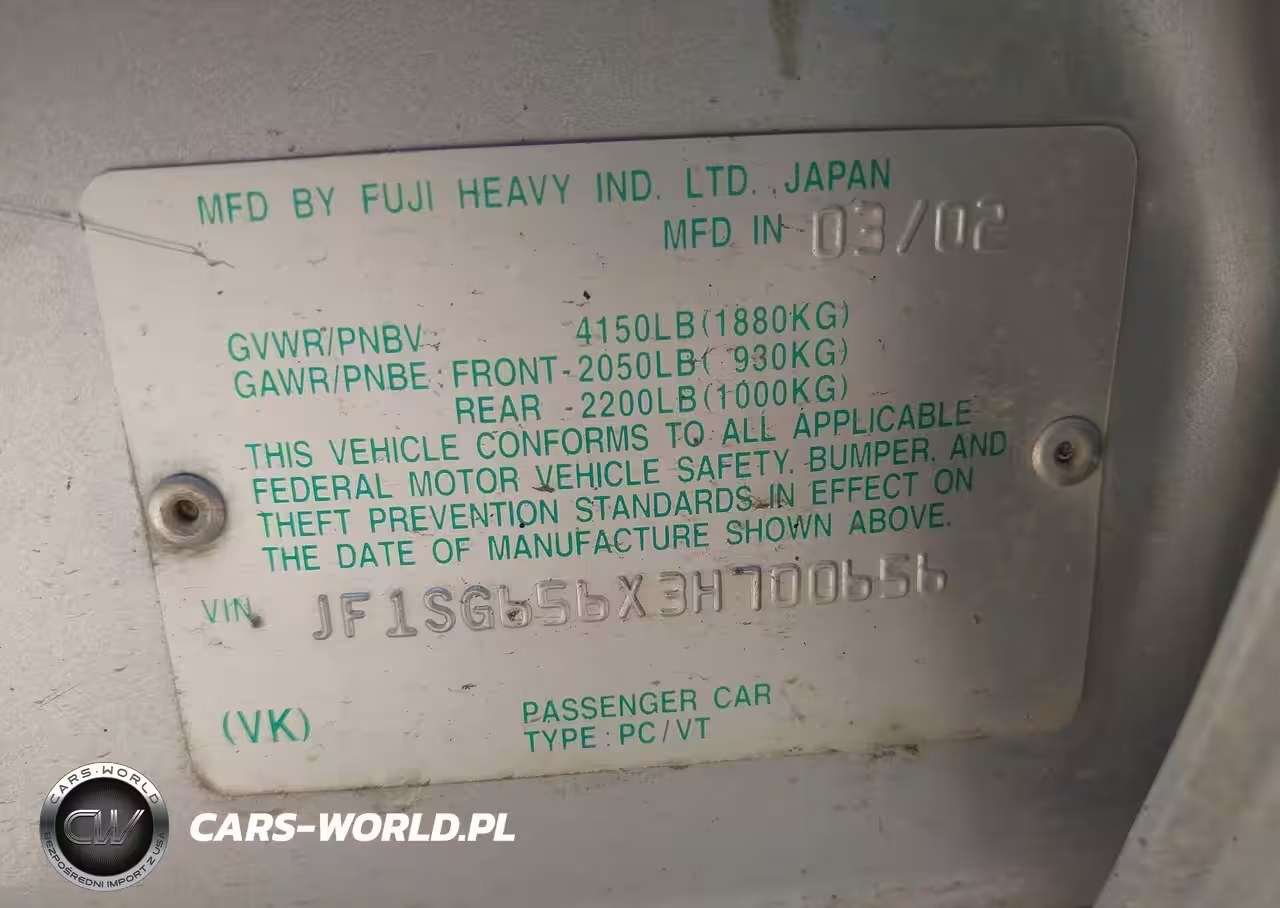 MFD BY FUJI HEAVY IND. LTD. JAPAN
MFD IN 03/02
GVWR/PNBV 4150LB(1880KG)
GAWR/PNBE : FRONT-2050LB( 930KG)
REAR -2200LB(1000KG)
THIS VEHICLE CONFORMS TO ALL APPLICABLE
FEDERAL MOTOR VEHICLE SAFETY, BUMPER, AND
THEFT PREVENTION STANDARDS IN EFFECT ON
THE DATE OF MANUFACTURE SHOWN ABOVE.
VIN. JF1SG656X3H700656
(VK) PASSENGER CAR
TYPE : PC/VT
CARS-WORLD
CW
BEZPOŚREDNI IMPORT Z USA
CARS-WORLD.PL